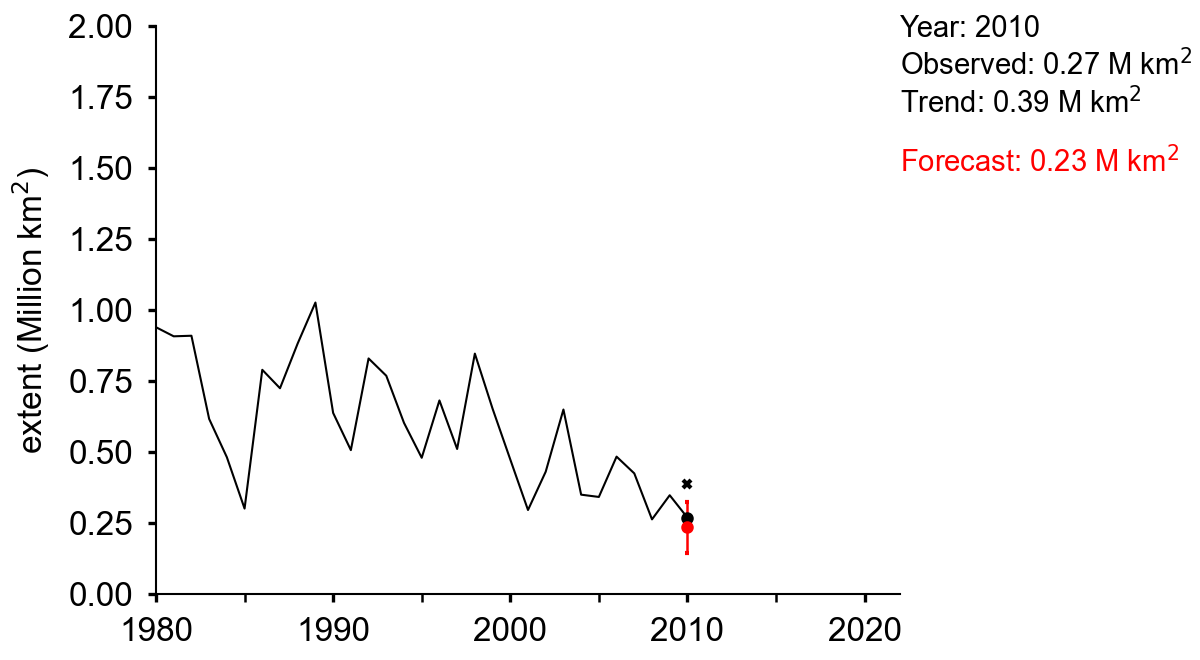 Year: 2010
Observed: 0.27 M km²
Trend: 0.39 M km²
Forecast: 0.23 M km²
extent (Million km²)
2.00
1.75
1.50
1.25
1.00
0.75
0.50
0.25
0.00
1980 1990 2000 2010 2020